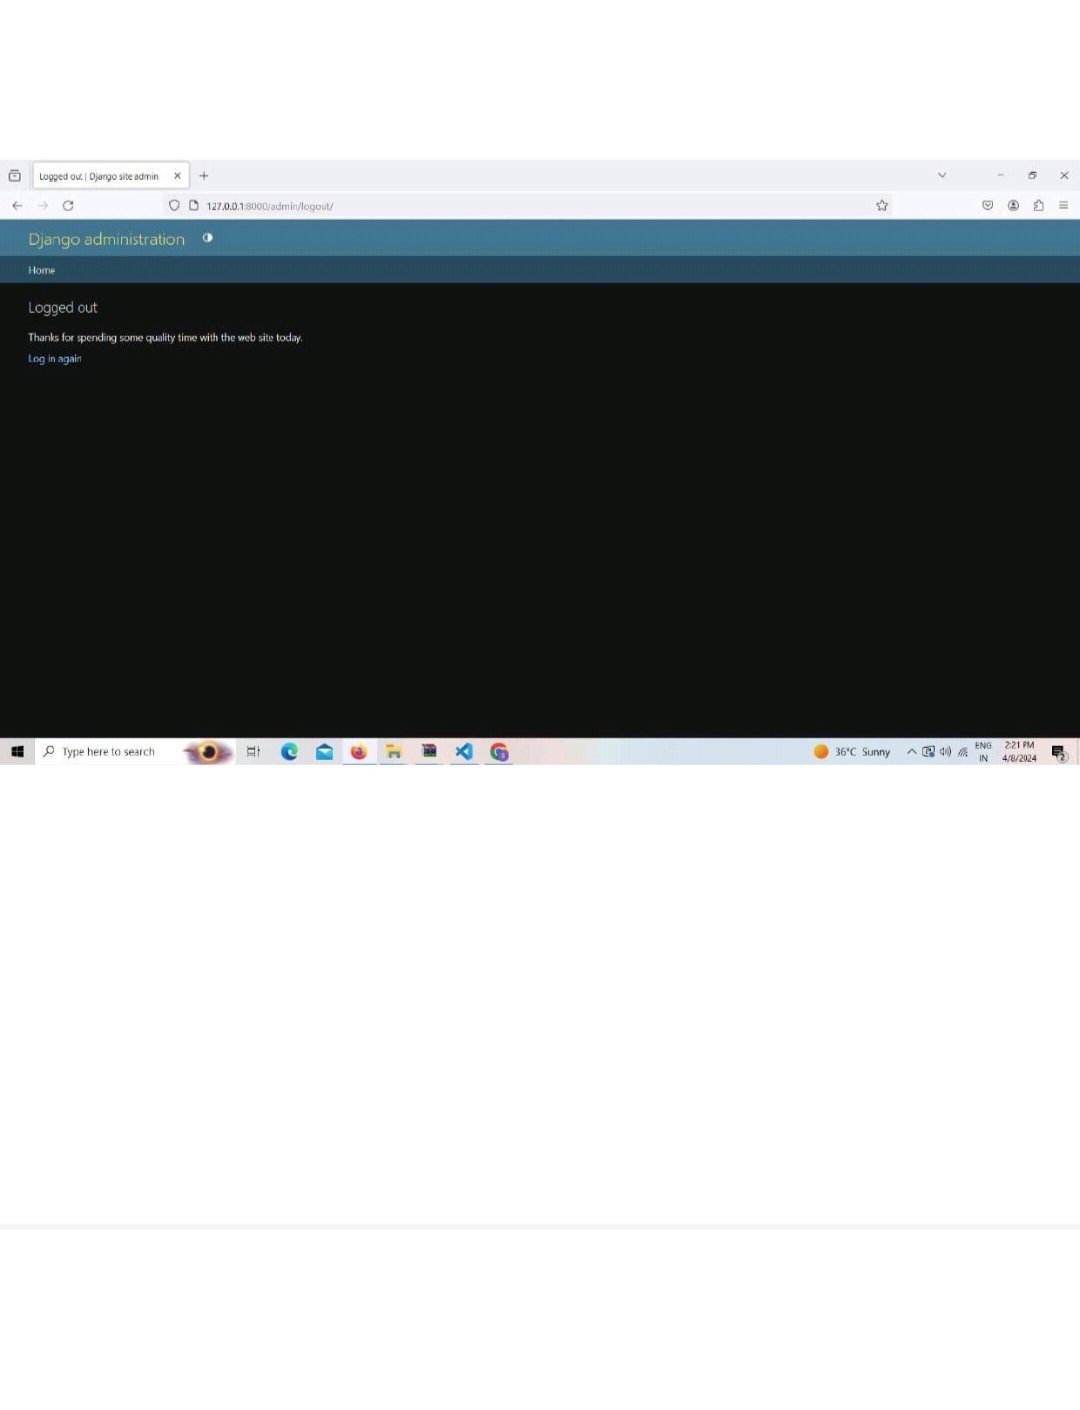 Logged out | Django site admin
127.0.0.1:8000/admin/logout/
Django administration
Home
Logged out
Thanks for spending some quality time with the web site today.
Log in again
Type here to search
36°C Sunny
ENG
IN
2:21 PM
4/8/2024
2